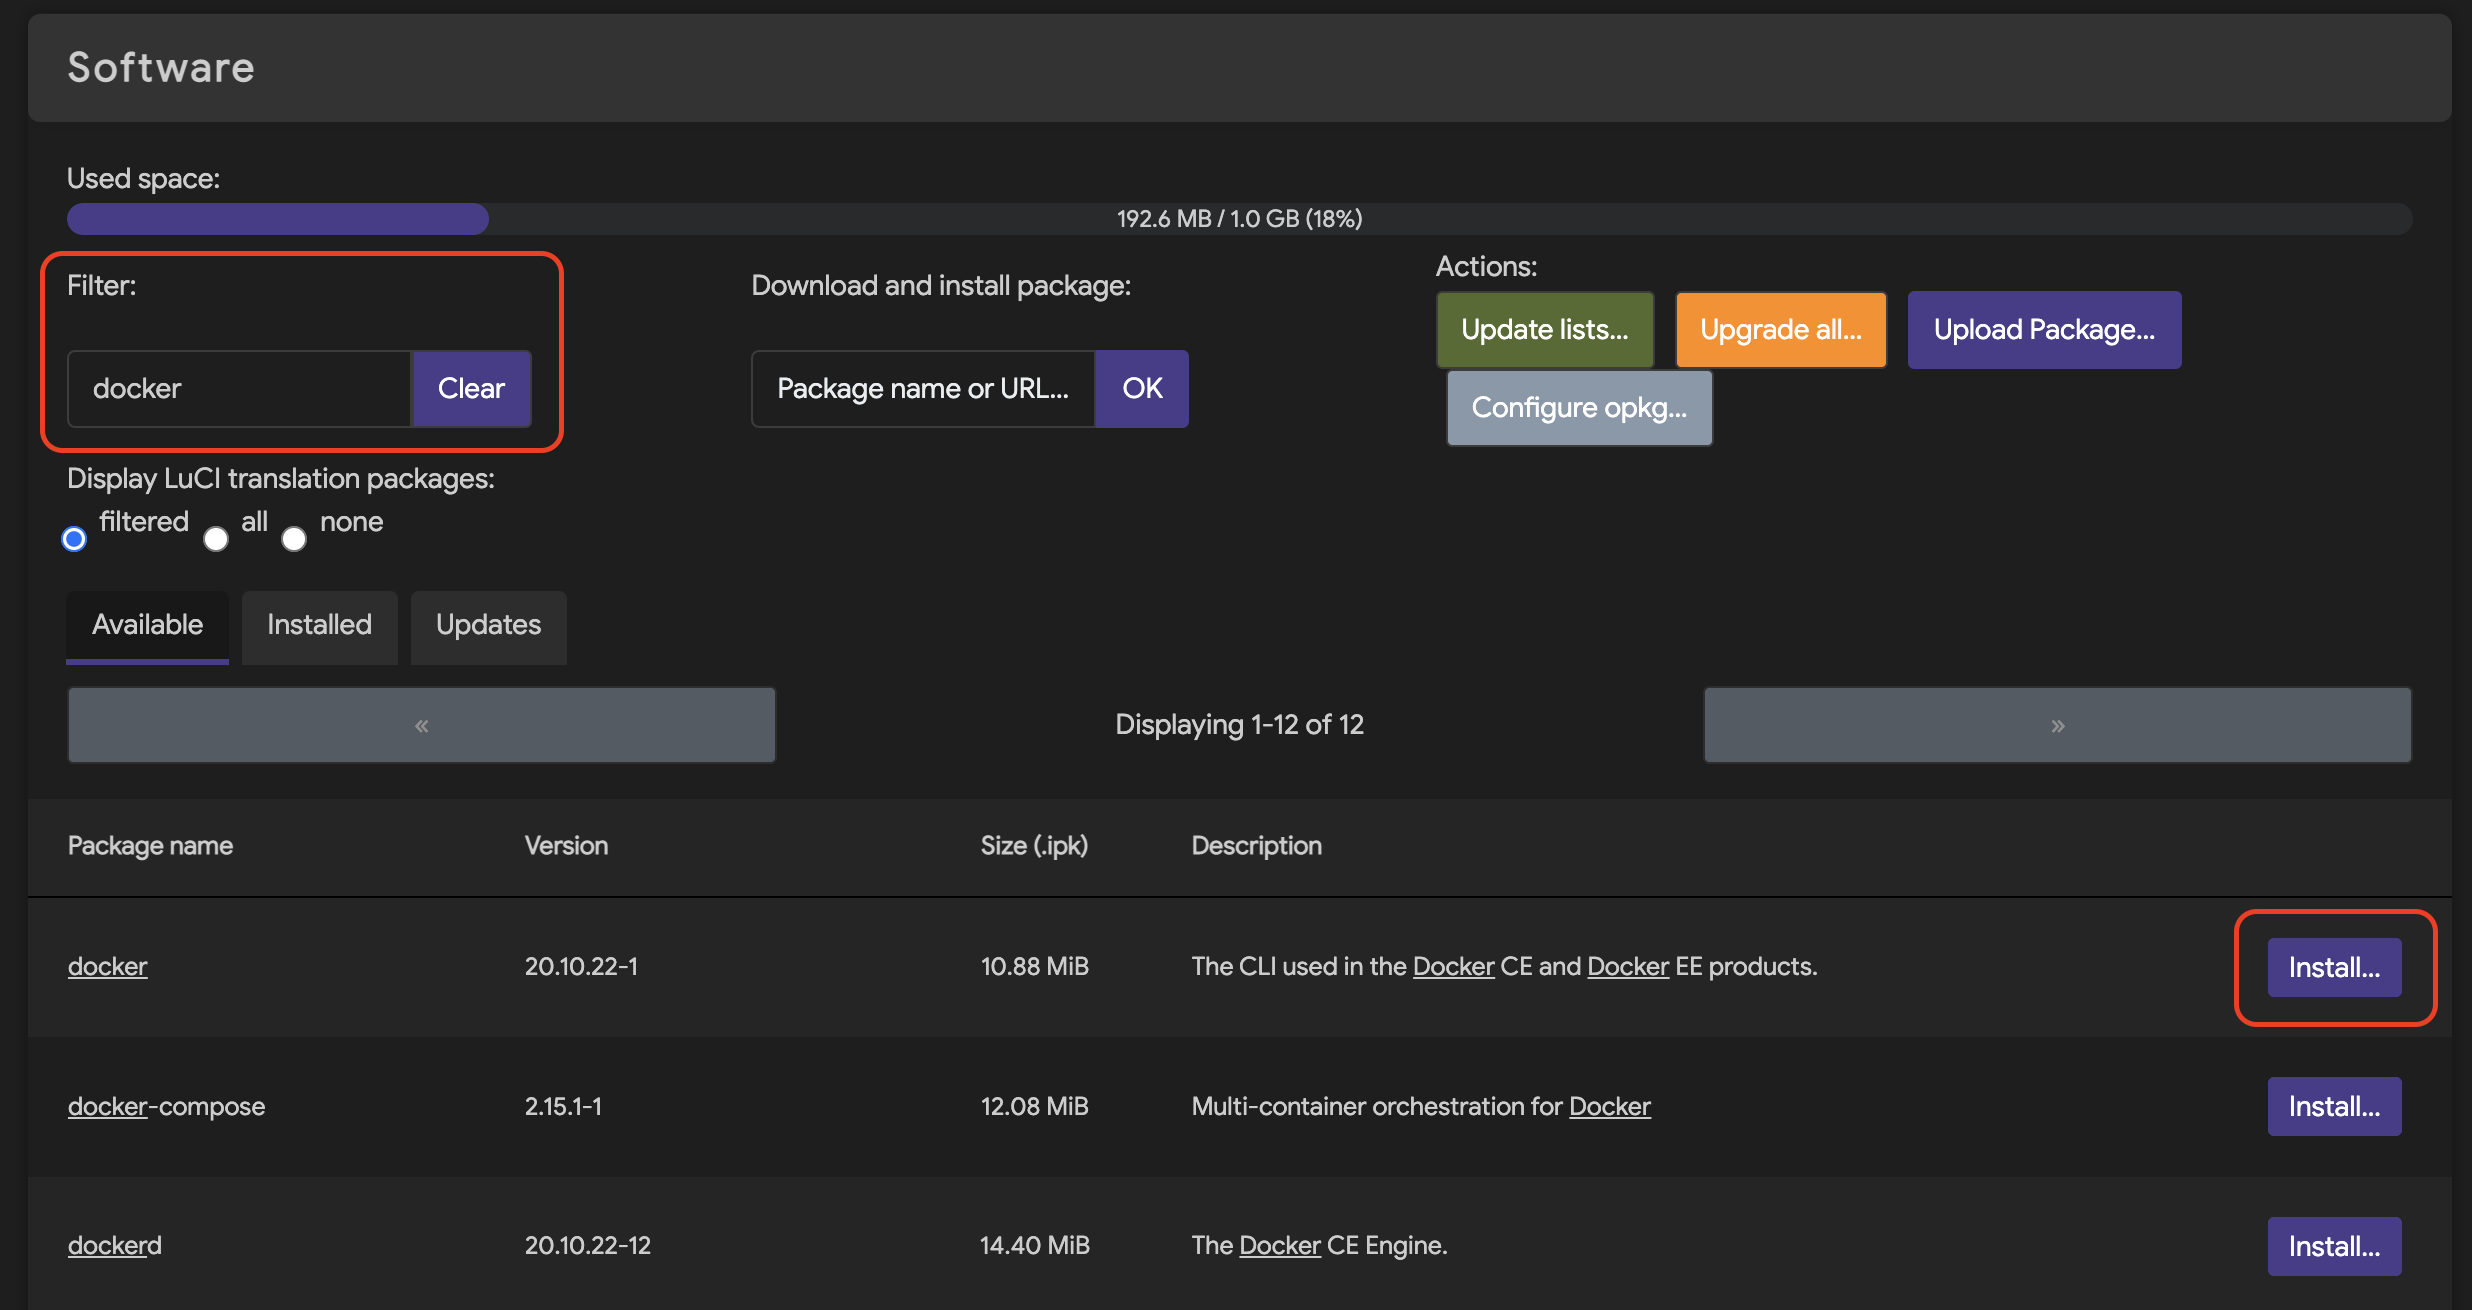 Software
Used space:
192.6 MB / 1.0 GB (18%)
Filter:
docker Clear
Download and install package:
Package name or URL... OK
Actions:
Update lists... Upgrade all... Upload Package...
Configure opkg...
Display LuCI translation packages:
filtered all none
Available Installed Updates
« Displaying 1-12 of 12 »
Package name Version Size (.ipk) Description
docker 20.10.22-1 10.88 MiB The CLI used in the Docker CE and Docker EE products. Install...
docker-compose 2.15.1-1 12.08 MiB Multi-container orchestration for Docker Install...
dockerd 20.10.22-12 14.40 MiB The Docker CE Engine. Install...